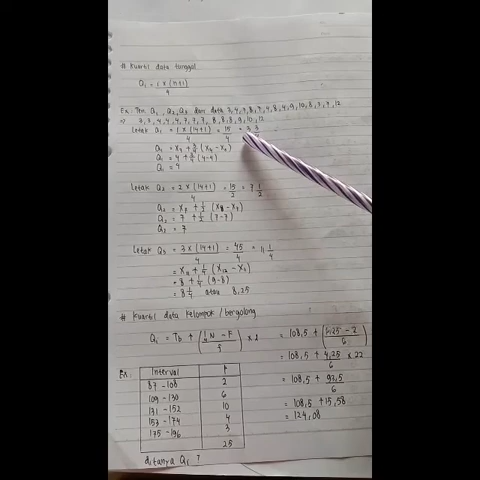 # Kuartil data tunggal
Qi = i x (n+1)
4
Ex. Ten Q1, Q2, Q3 dari data 3, 4, 7, 8, 7, 4, 8, 4, 9, 10, 8, 3, 7, 12
=> 3, 3, 4, 4, 4, 7, 7, 7, 8, 8, 8, 9, 10, 12
Letak Q1 = 1 x (14+1) = 15 = 3 3
4 4
Q1 = x3 + 3/4 (x4 - x3)
Q1 = 4 + 3/4 (4-4)
Q1 = 4
Letak Q2 = 2 x (14+1) = 15 = 7 1
4 2 2
Q2 = x7 + 1/2 (x8 - x7)
Q2 = 7 + 1/2 (7-7)
Q2 = 7
Letak Q3 = 3 x (14+1) = 45 = 11 1
4 4 4
= x11 + 1/4 (x12 - x11)
= 8 + 1/4 (9-8)
= 8 1/4 atau 8,25
# Kuartil data kelompok / bergolong
Qi = Tb + (1/4 N - F) x 2
= 108,5 + (6,25 - 2)
6
= 108,5 + 4,25 x 22
6
= 108,5 + 93,5
6
= 108,5 + 15,58
= 124,08
Ex.
Interval F
87 - 108 2
109 - 130 6
131 - 152 10
153 - 174 4
175 - 196 3
25
ditanya Q1 ?